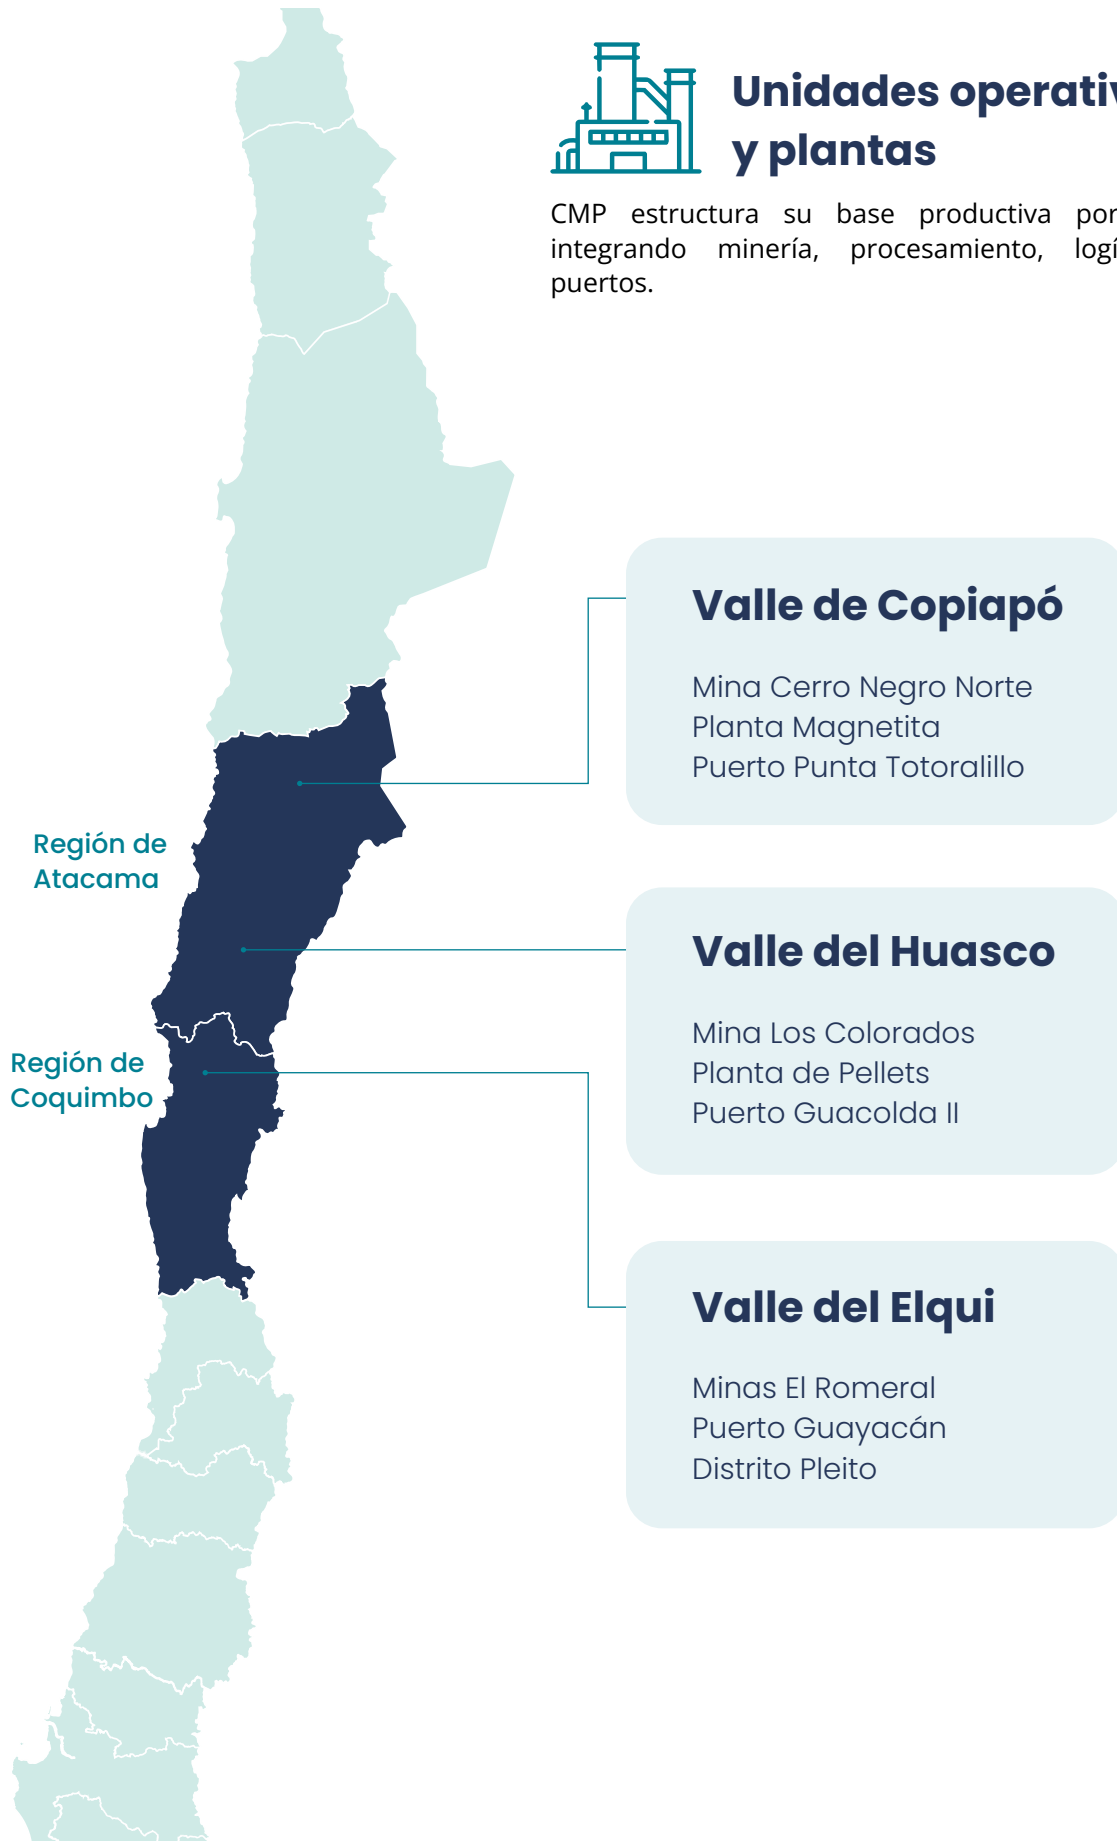 Unidades operativ
y plantas
CMP estructura su base productiva por
integrando minería, procesamiento, logí
puertos.
Valle de Copiapó
Mina Cerro Negro Norte
Planta Magnetita
Puerto Punta Totoralillo
Región de
Atacama
Valle del Huasco
Mina Los Colorados
Planta de Pellets
Puerto Guacolda II
Región de
Coquimbo
Valle del Elqui
Minas El Romeral
Puerto Guayacán
Distrito Pleito